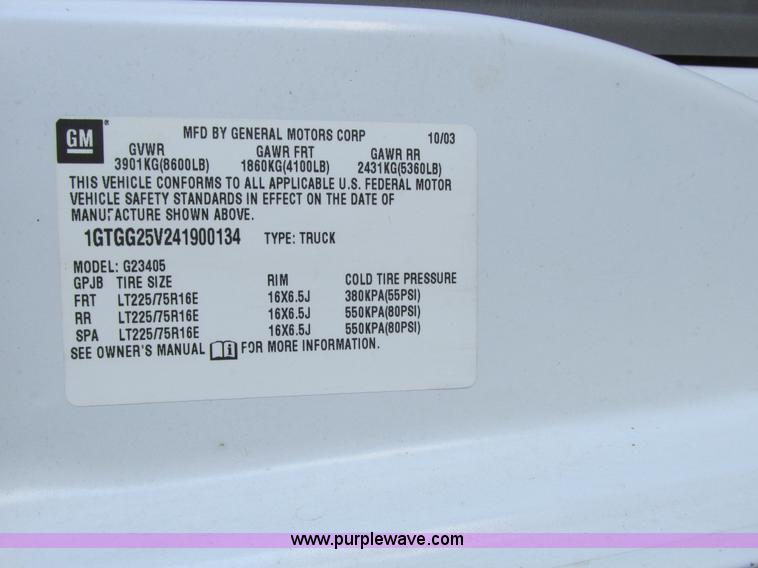 GM ®
MFD BY GENERAL MOTORS CORP 10/03
GVWR GAWR FRT GAWR RR
3901KG(8600LB) 1860KG(4100LB) 2431KG(5360LB)
THIS VEHICLE CONFORMS TO ALL APPLICABLE U.S. FEDERAL MOTOR
VEHICLE SAFETY STANDARDS IN EFFECT ON THE DATE OF
MANUFACTURE SHOWN ABOVE.
1GTGG25V241900134 TYPE: TRUCK
MODEL: G23405
GPJB TIRE SIZE RIM COLD TIRE PRESSURE
FRT LT225/75R16E 16X6.5J 380KPA(55PSI)
RR LT225/75R16E 16X6.5J 550KPA(80PSI)
SPA LT225/75R16E 16X6.5J 550KPA(80PSI)
SEE OWNER'S MANUAL i FOR MORE INFORMATION.
www.purplewave.com